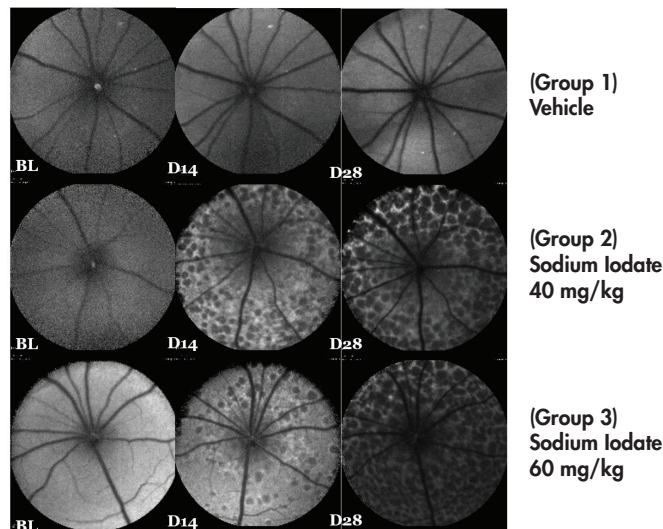 (Group 1)
Vehicle
BL
D14
D28
(Group 2)
Sodium Iodate
40 mg/kg
BL
D14
D28
(Group 3)
Sodium Iodate
60 mg/kg
BL
D14
D28